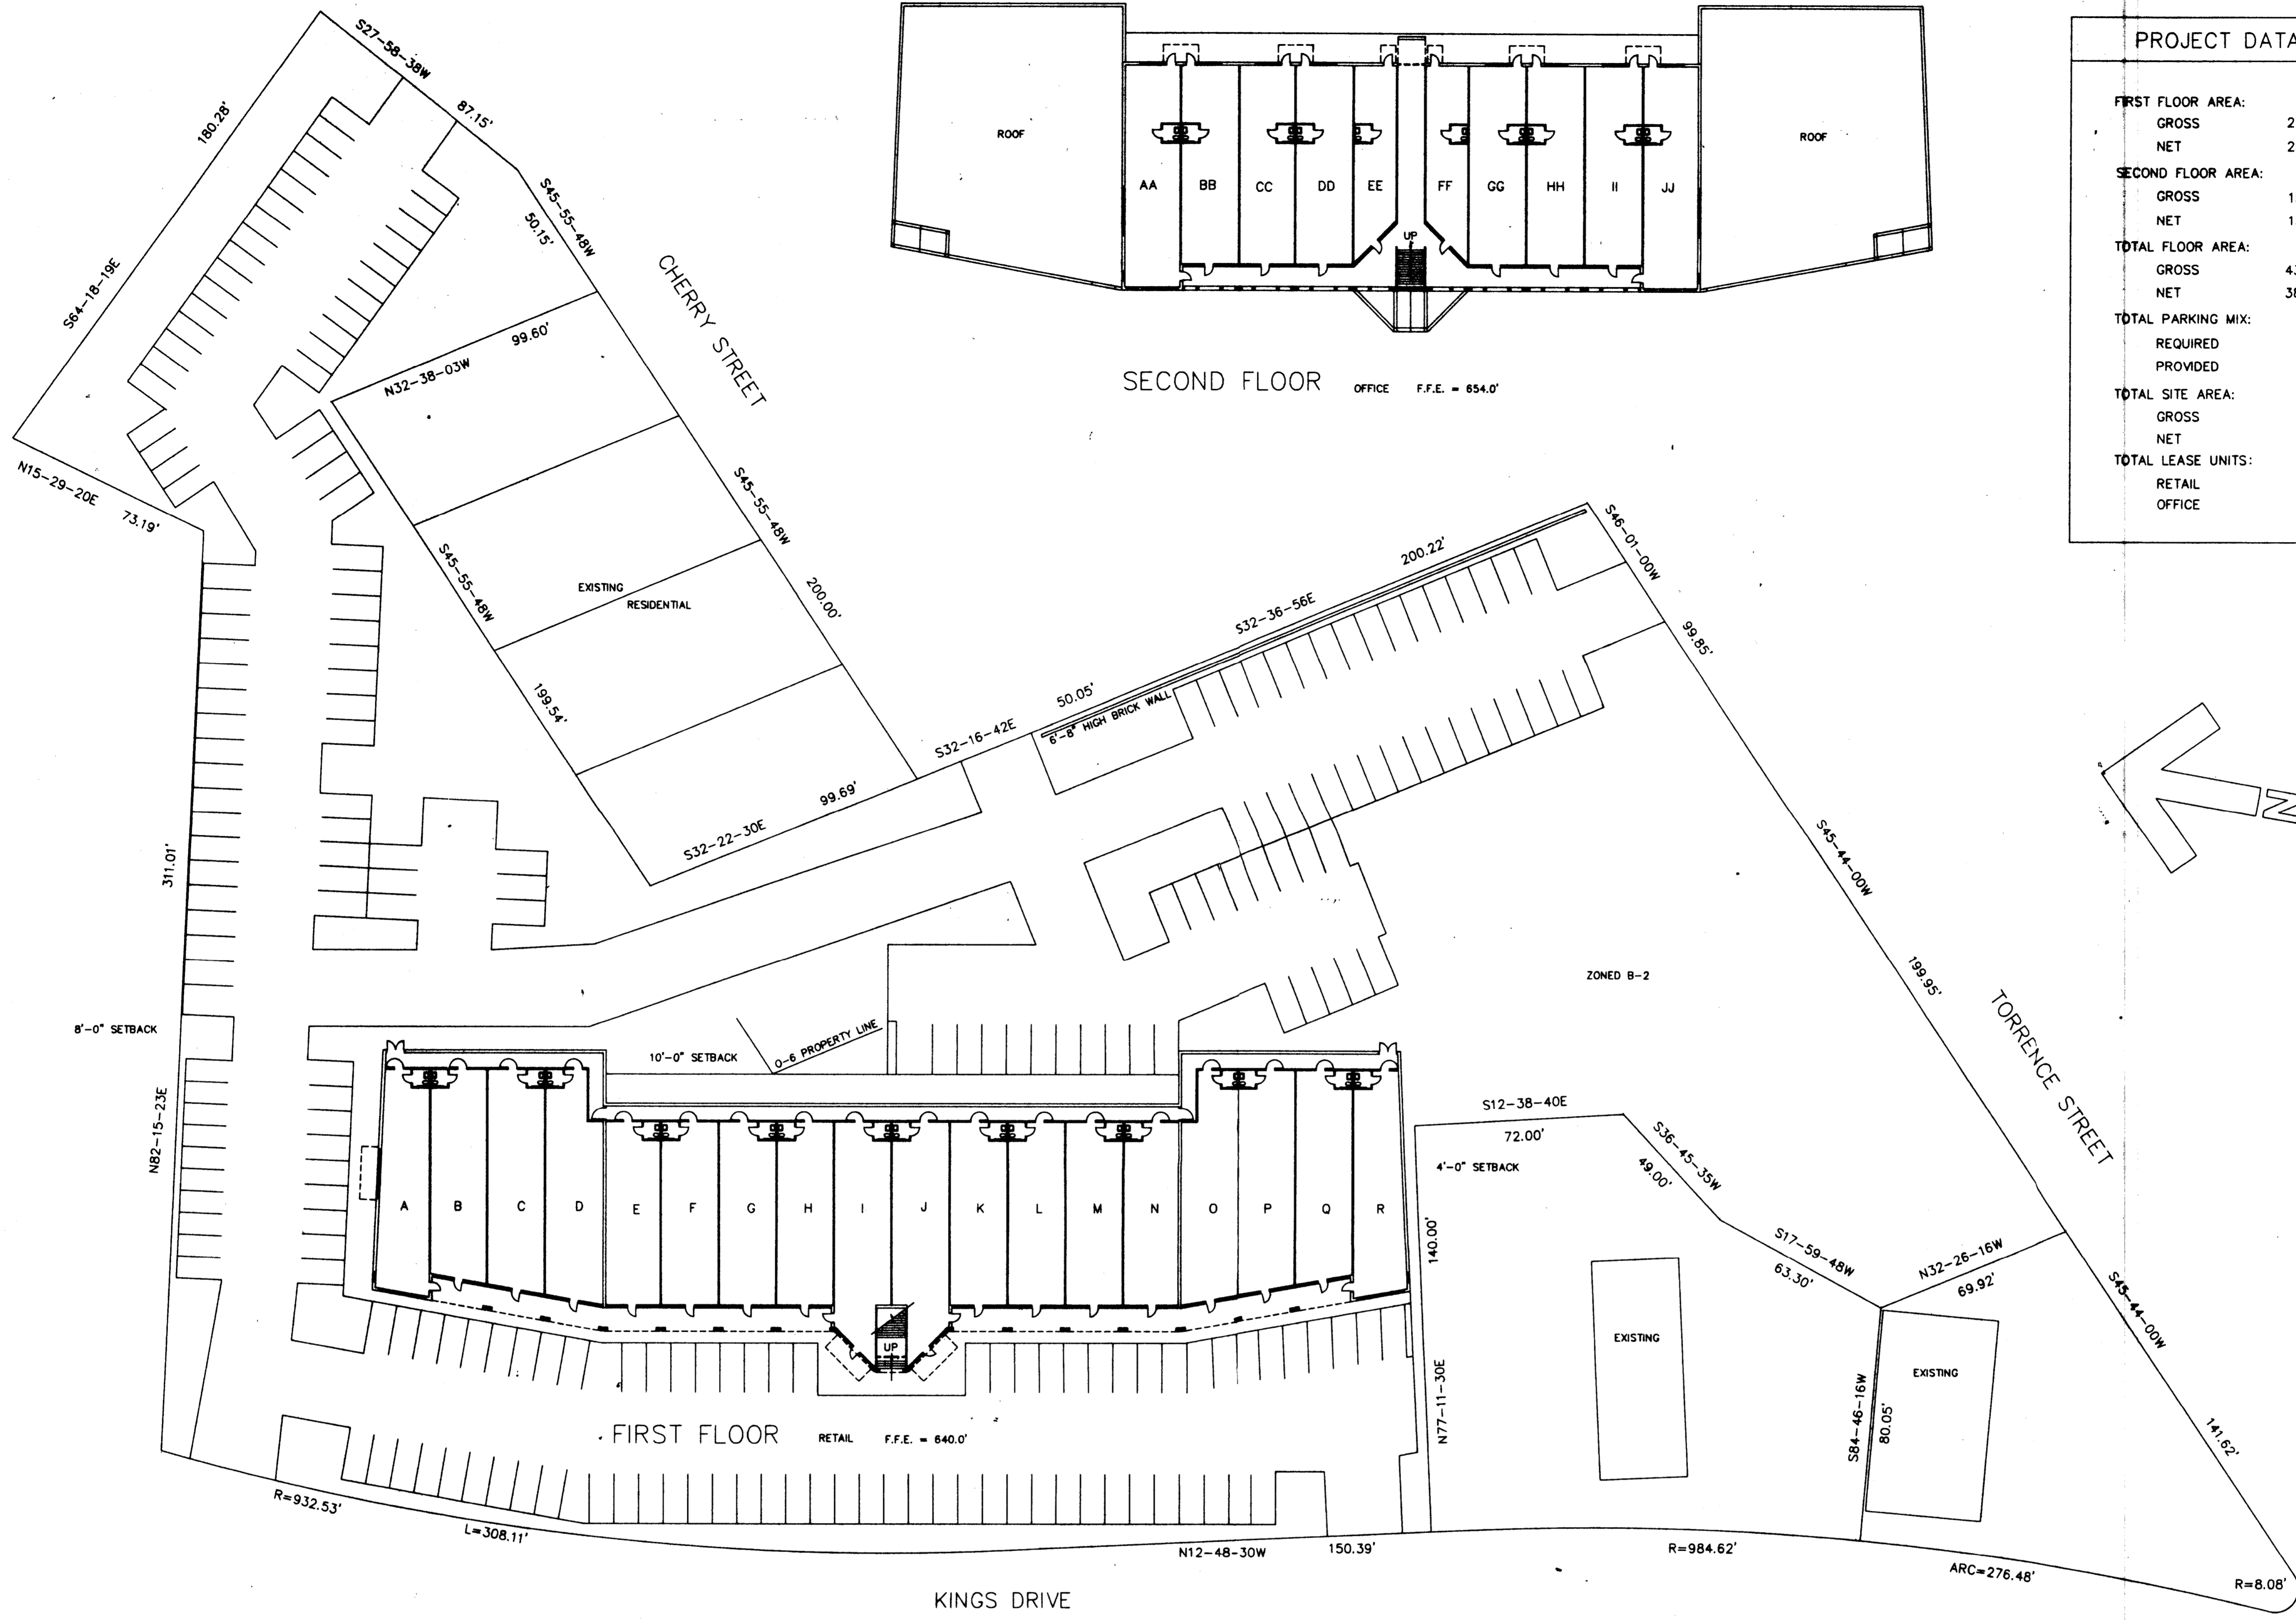 PROJECT DATA
FIRST FLOOR AREA:
GROSS 2
NET 2
SECOND FLOOR AREA:
GROSS 1
NET 1
TOTAL FLOOR AREA:
GROSS 43
NET 38
TOTAL PARKING MIX:
REQUIRED
PROVIDED
TOTAL SITE AREA:
GROSS
NET
TOTAL LEASE UNITS:
RETAIL
OFFICE
ROOF
AA BB CC DD EE FF GG HH II JJ
UP
ROOF
SECOND FLOOR OFFICE F.F.E. = 654.0'
S27-58-38W
87.15'
180.28'
S64-18-19E
S45-55-48W
50.15'
CHERRY STREET
99.60'
N32-38-03W
N15-29-20E
73.19'
S45-55-48W
200.00'
S45-55-48W
199.54'
EXISTING
RESIDENTIAL
S46-01-00W
99.85'
200.22'
S32-36-56E
50.05'
6'-8" HIGH BRICK WALL
S32-16-42E
99.69'
S32-22-30E
N
311.01'
N82-15-23E
8'-0" SETBACK
10'-0" SETBACK
O-6 PROPERTY LINE
ZONED B-2
S45-44-00W
199.95'
TORRENCE STREET
S12-38-40E
72.00'
4'-0" SETBACK
S36-45-35W
49.00'
S17-59-48W
63.30'
N32-26-16W
69.92'
S45-44-00W
141.62'
140.00'
N77-11-30E
A B C D E F G H I J K L M N O P Q R
UP
EXISTING
EXISTING
S84-46-16W
80.05'
FIRST FLOOR RETAIL F.F.E. = 640.0'
R=932.53'
L=308.11'
N12-48-30W
150.39'
R=984.62'
ARC=276.48'
R=8.08'
KINGS DRIVE